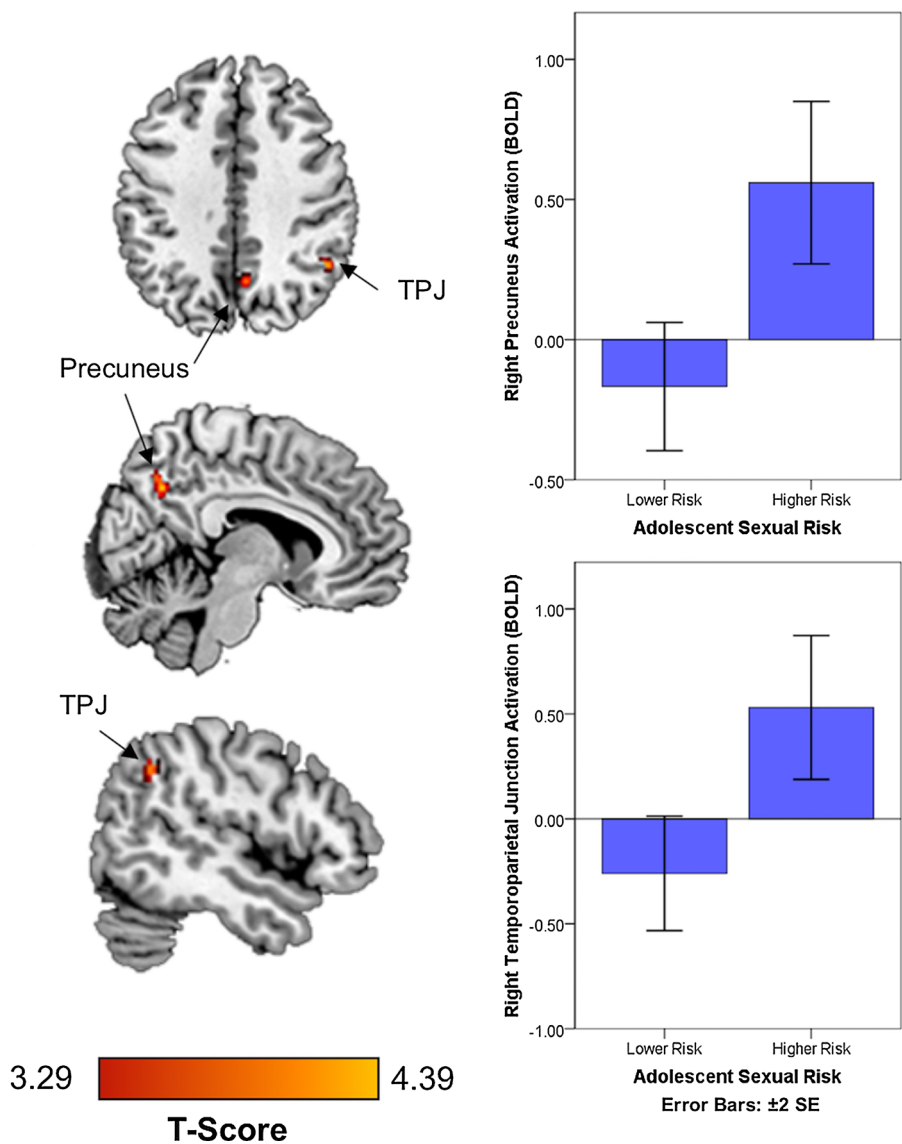 TPJ
Precuneus
TPJ
3.29
4.39
T-Score
Right Precuneus Activation (BOLD)
1.00
0.50
0.00
-0.50
Lower Risk
Higher Risk
Adolescent Sexual Risk
Right Temporoparietal Junction Activation (BOLD)
1.00
0.50
0.00
-0.50
-1.00
Lower Risk
Higher Risk
Adolescent Sexual Risk
Error Bars: ±2 SE